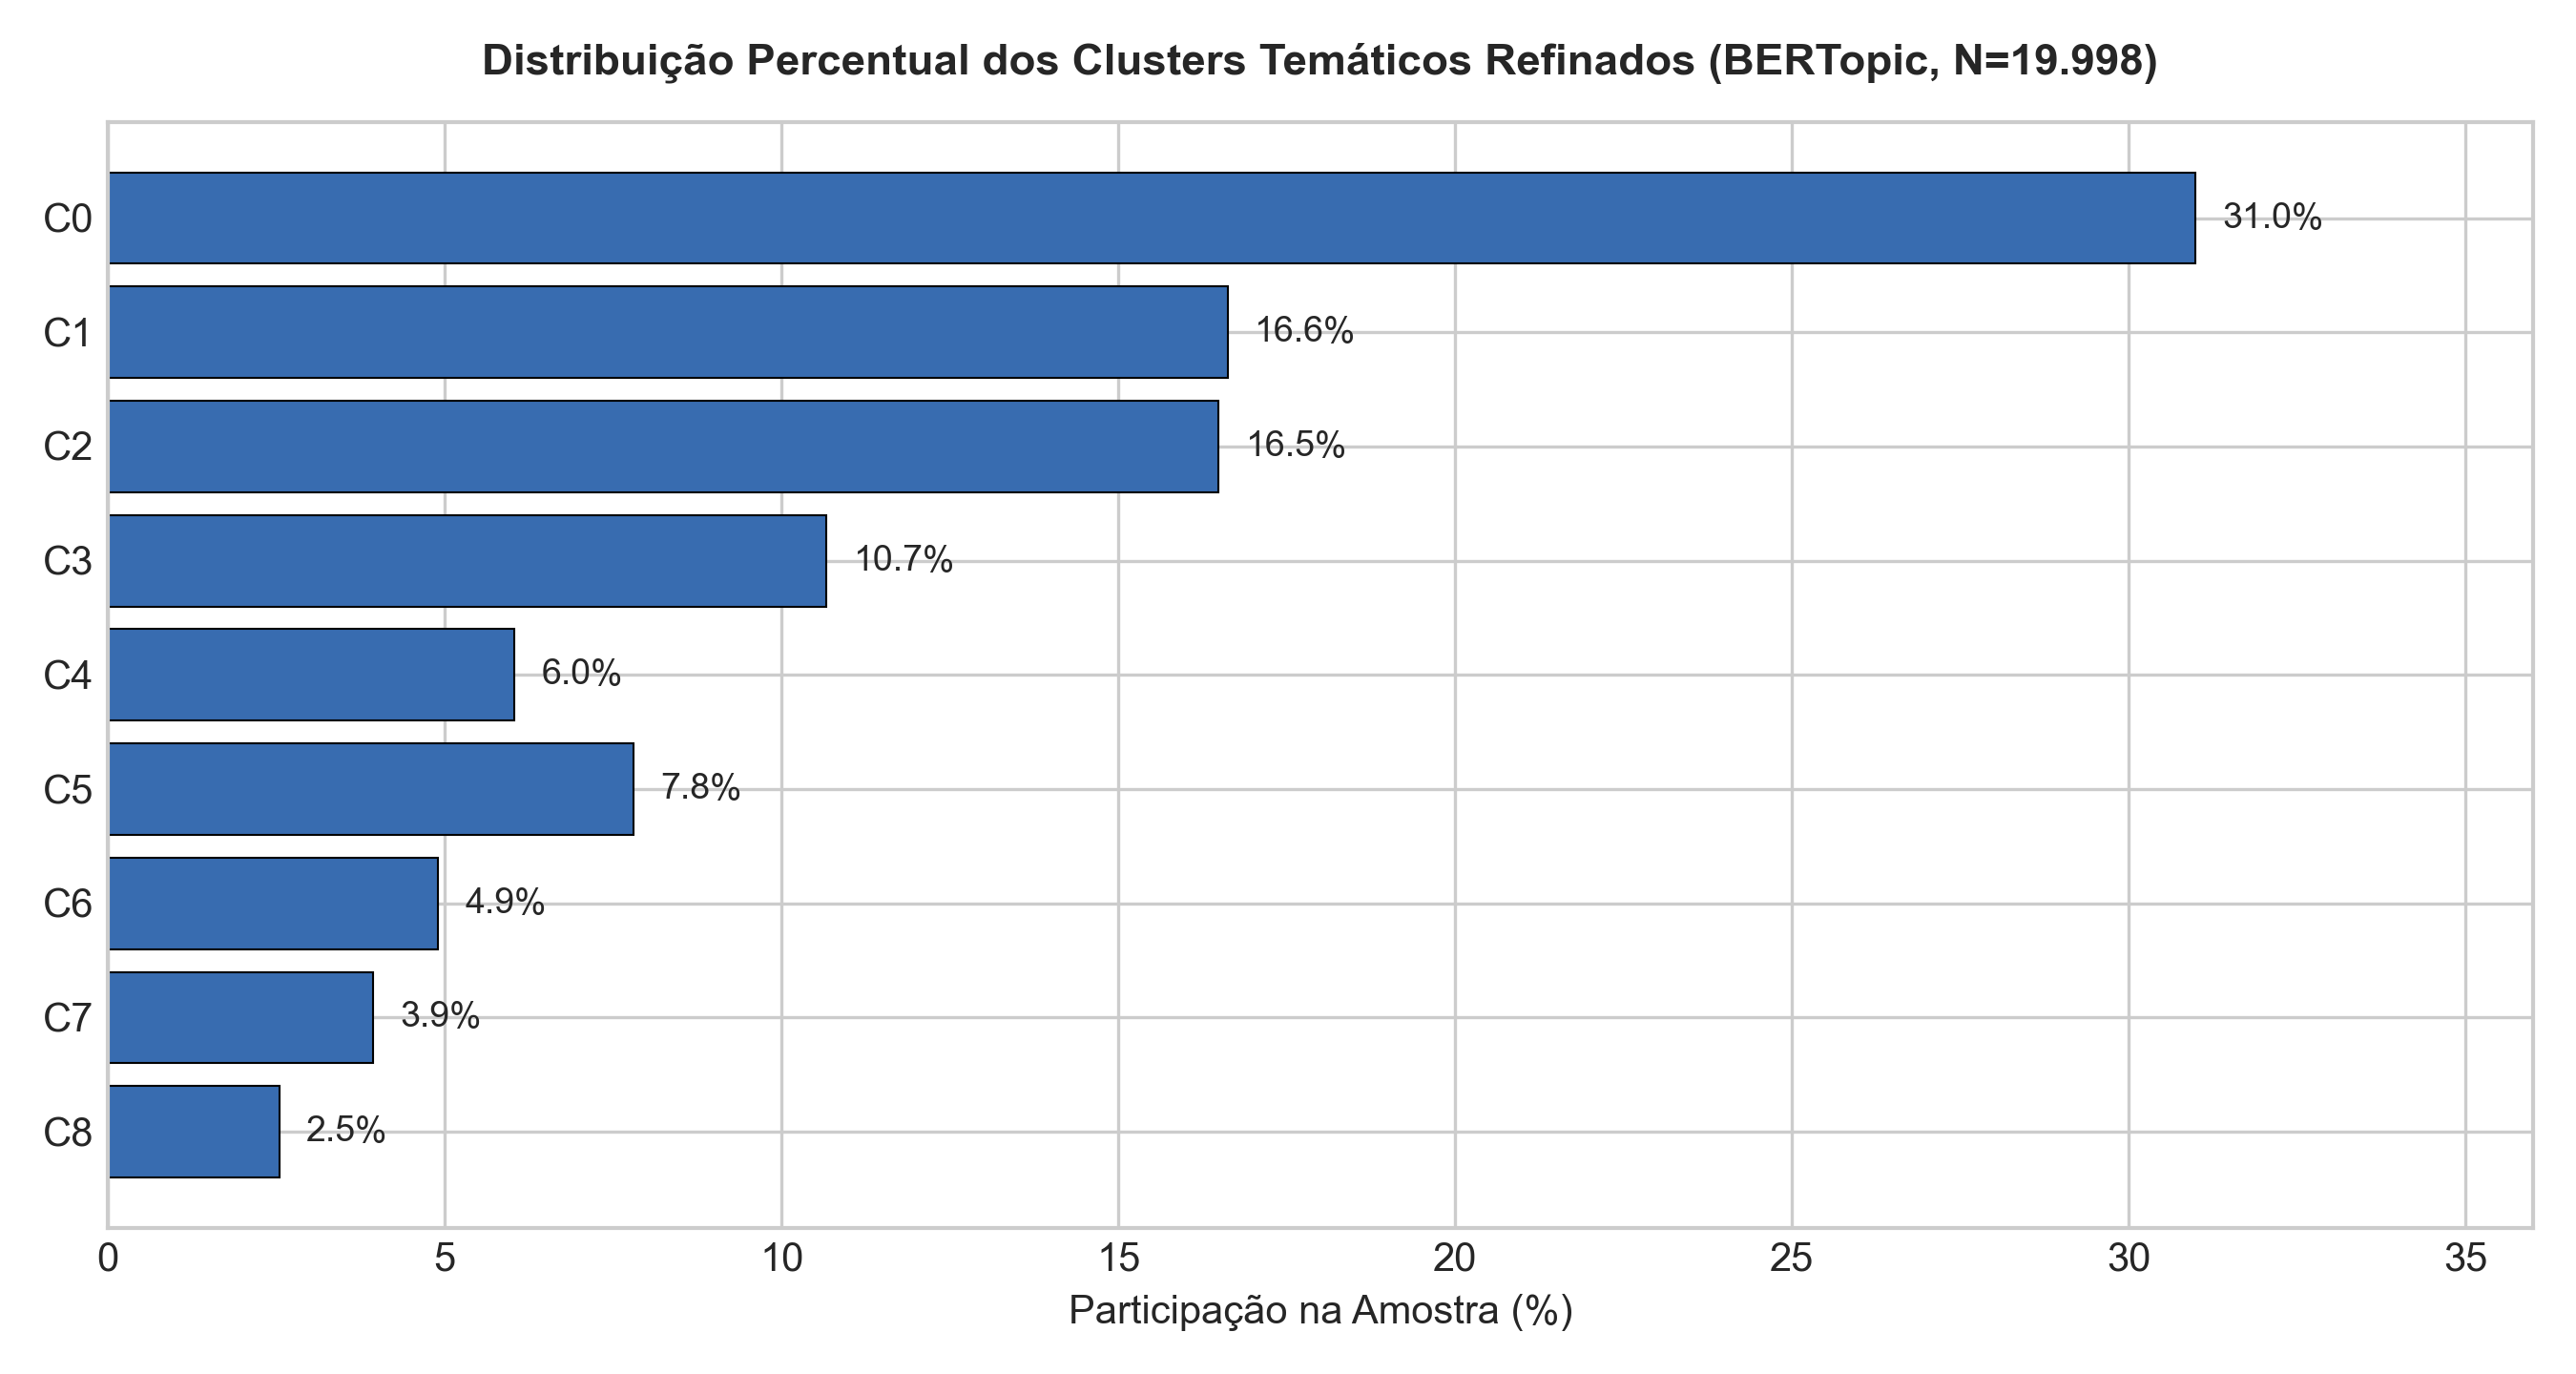 Distribuição Percentual dos Clusters Temáticos Refinados (BERTopic, N=19.998)
C0 31.0%
C1 16.6%
C2 16.5%
C3 10.7%
C4 6.0%
C5 7.8%
C6 4.9%
C7 3.9%
C8 2.5%
0 5 10 15 20 25 30 35
Participação na Amostra (%)